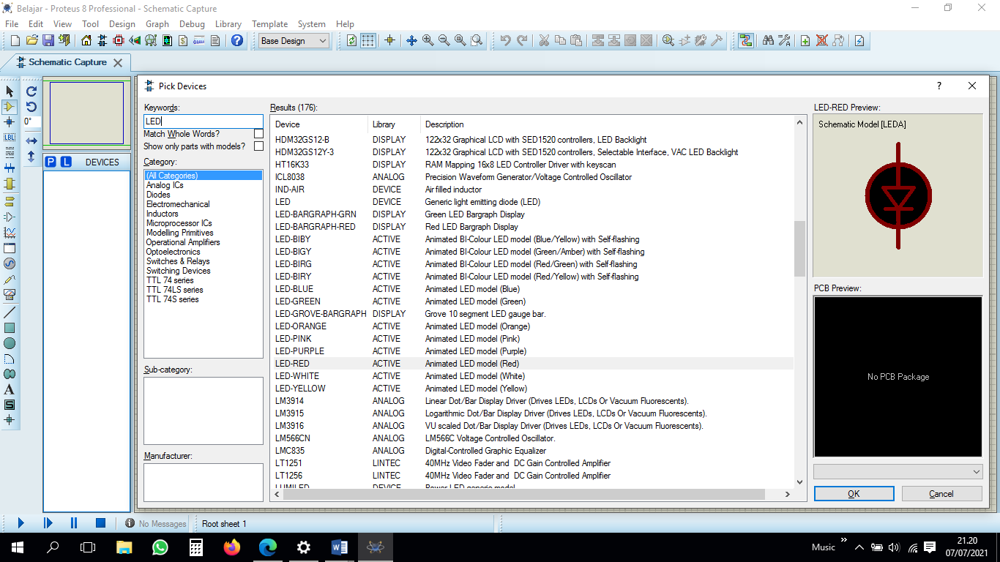 Belajar - Proteus 8 Professional - Schematic Capture
File Edit View Tool Design Graph Debug Library Template System Help
Base Design
Schematic Capture
0°
LBL
P L DEVICES
A
S
Pick Devices
?
Keywords:
LED
Match Whole Words?
Show only parts with models?
Category:
(All Categories)
Analog ICs
Diodes
Electromechanical
Inductors
Microprocessor ICs
Modelling Primitives
Operational Amplifiers
Optoelectronics
Switches & Relays
Switching Devices
TTL 74 series
TTL 74LS series
TTL 74S series
Sub-category:
Manufacturer:
Results (176):
Device Library Description
HDM32GS12-B DISPLAY 122x32 Graphical LCD with SED1520 controllers, LED Backlight
HDM32GS12Y-3 DISPLAY 122x32 Graphical LCD with SED1520 controllers, Selectable Interface, VAC LED Backlight
HT16K33 DISPLAY RAM Mapping 16x8 LED Controller Driver with keyscan
ICL8038 ANALOG Precision Waveform Generator/Voltage Controlled Oscillator
IND-AIR DEVICE Air filled inductor
LED DEVICE Generic light emitting diode (LED)
LED-BARGRAPH-GRN DISPLAY Green LED Bargraph Display
LED-BARGRAPH-RED DISPLAY Red LED Bargraph Display
LED-BIBY ACTIVE Animated BI-Colour LED model (Blue/Yellow) with Self-flashing
LED-BIGY ACTIVE Animated BI-Colour LED model (Green/Amber) with Self-flashing
LED-BIRG ACTIVE Animated BI-Colour LED model (Red/Green) with Self-flashing
LED-BIRY ACTIVE Animated BI-Colour LED model (Red/Yellow) with Self-flashing
LED-BLUE ACTIVE Animated LED model (Blue)
LED-GREEN ACTIVE Animated LED model (Green)
LED-GROVE-BARGRAPH DISPLAY Grove 10 segment LED gauge bar.
LED-ORANGE ACTIVE Animated LED model (Orange)
LED-PINK ACTIVE Animated LED model (Pink)
LED-PURPLE ACTIVE Animated LED model (Purple)
LED-RED ACTIVE Animated LED model (Red)
LED-WHITE ACTIVE Animated LED model (White)
LED-YELLOW ACTIVE Animated LED model (Yellow)
LM3914 ANALOG Linear Dot/Bar Display Driver (Drives LEDs, LCDs Or Vacuum Fluorescents).
LM3915 ANALOG Logarithmic Dot/Bar Display Driver (Drives LEDs, LCDs Or Vacuum Fluorescents).
LM3916 ANALOG VU scaled Dot/Bar Display Driver (Drives LEDs, LCDs Or Vacuum Fluorescents).
LM566CN ANALOG LM566C Voltage Controlled Oscillator.
LMC835 ANALOG Digital-Controlled Graphic Equalizer
LT1251 LINTEC 40MHz Video Fader and DC Gain Controlled Amplifier
LT1256 LINTEC 40MHz Video Fader and DC Gain Controlled Amplifier
LUMILED DEVICE Power LED generic model
LED-RED Preview:
Schematic Model [LEDA]
PCB Preview:
No PCB Package
OK Cancel
No Messages Root sheet 1
Music
21.20
07/07/2021